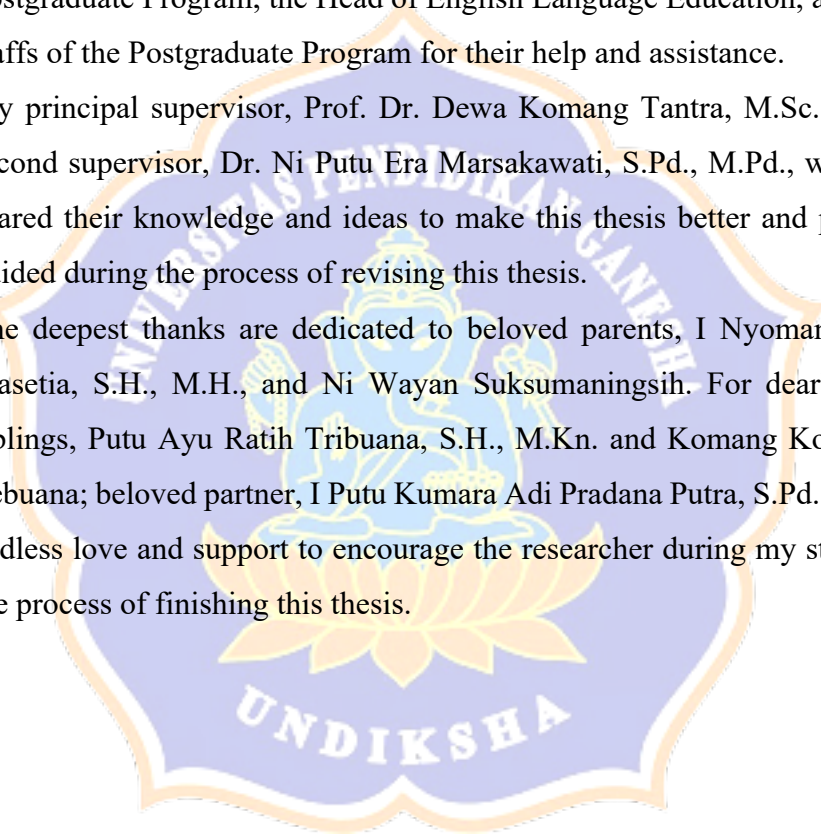 ostgraduate Program, the Head of English Language Education, a
affs of the Postgraduate Program for their help and assistance.
y principal supervisor, Prof. Dr. Dewa Komang Tantra, M.Sc.
cond supervisor, Dr. Ni Putu Era Marsakawati, S.Pd., M.Pd., w
ared their knowledge and ideas to make this thesis better and p
uided during the process of revising this thesis.
ne deepest thanks are dedicated to beloved parents, I Nyoman
asetia, S.H., M.H., and Ni Wayan Suksumaningsih. For dear
blings, Putu Ayu Ratih Tribuana, S.H., M.Kn. and Komang Ko
ebuana; beloved partner, I Putu Kumara Adi Pradana Putra, S.Pd.
dless love and support to encourage the researcher during my st
e process of finishing this thesis.
UNIVERSITAS PENDIDIKAN GANESH
UNDIKSHA